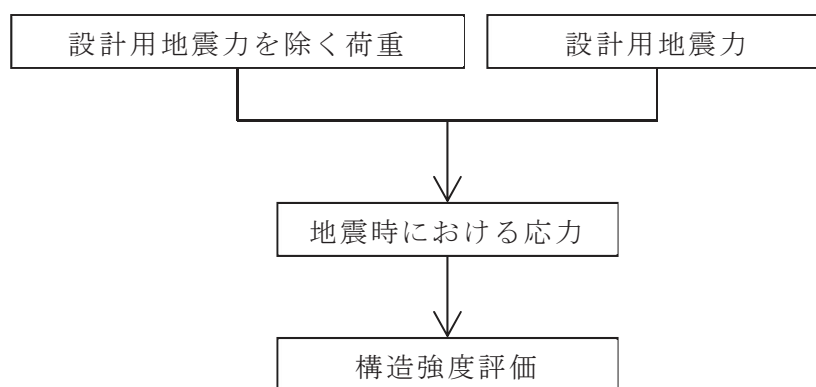 設計用地震力を除く荷重
設計用地震力
地震時における応力
構造強度評価